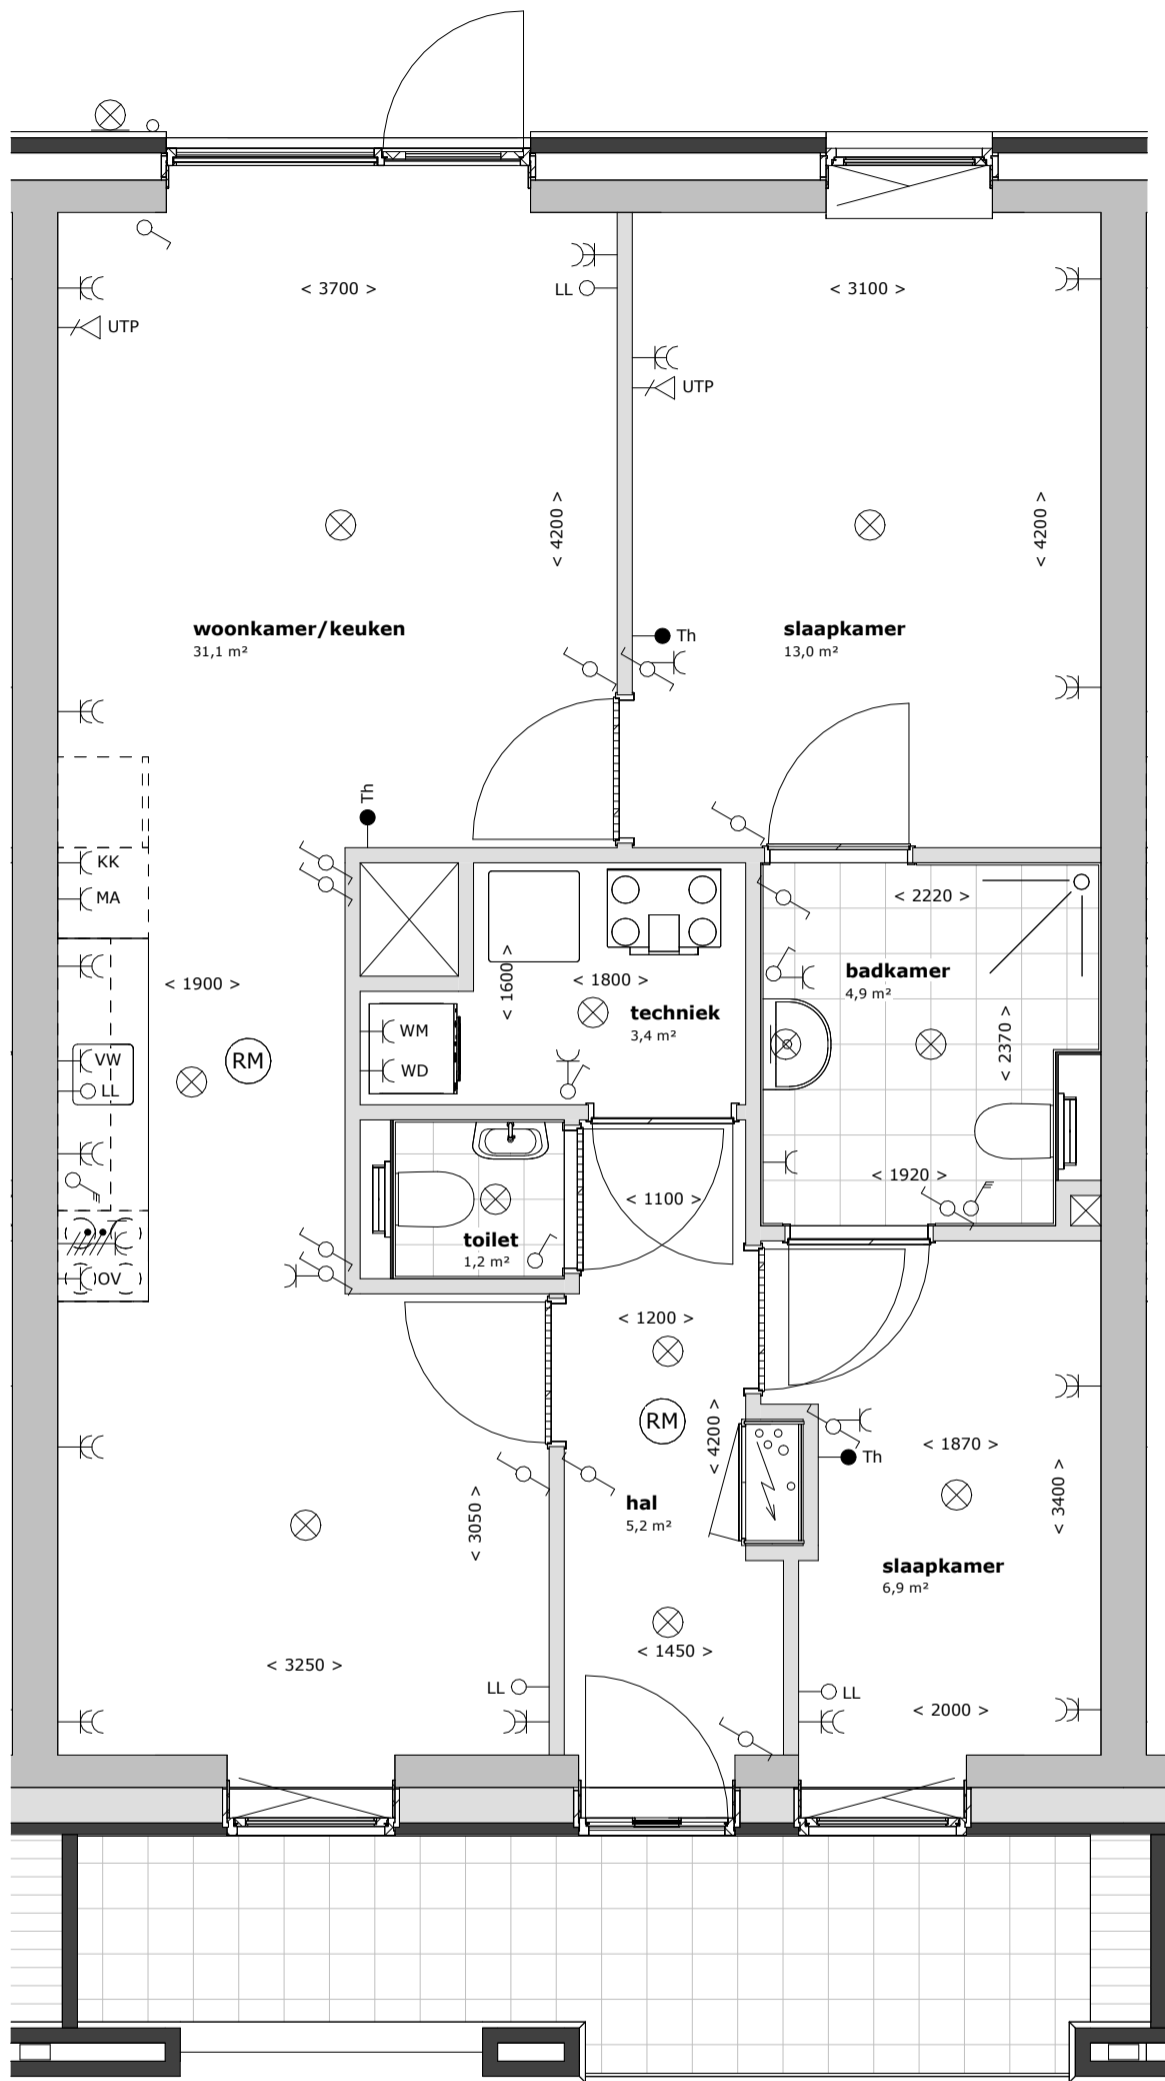 < 3700 >
LL
< 3100 >
UTP
UTP
< 4200 >
< 4200 >
woonkamer/keuken
31,1 m²
slaapkamer
13,0 m²
Th
Th
KK
MA
< 2220 >
< 1900 >
< 1600 >
< 1800 >
techniek
3,4 m²
badkamer
4,9 m²
WM
WD
VW
LL
RM
< 2370 >
< 1920 >
< 1100 >
toilet
1,2 m²
OV
< 1200 >
RM
< 4200 >
< 1870 >
Th
< 3050 >
hal
5,2 m²
< 3400 >
slaapkamer
6,9 m²
< 3250 >
< 1450 >
LL
LL
< 2000 >